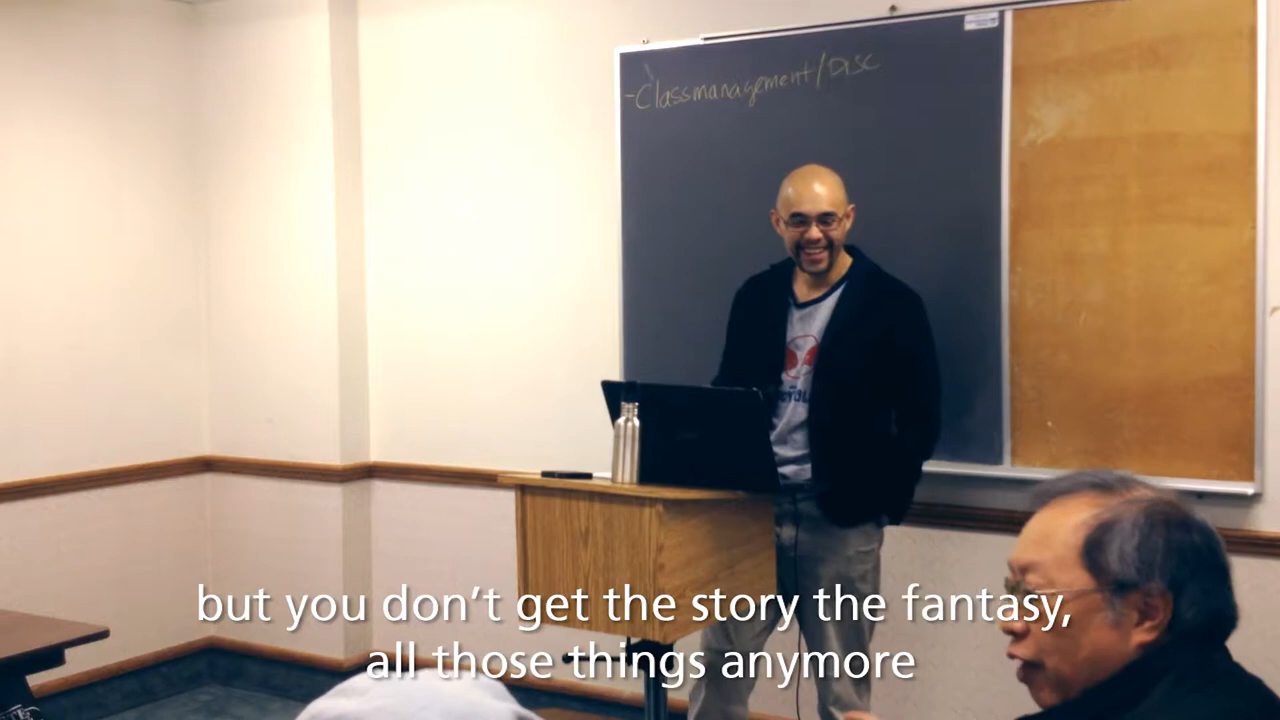 -Classmanagement/Disc
but you don't get the story the fantasy,
all those things anymore